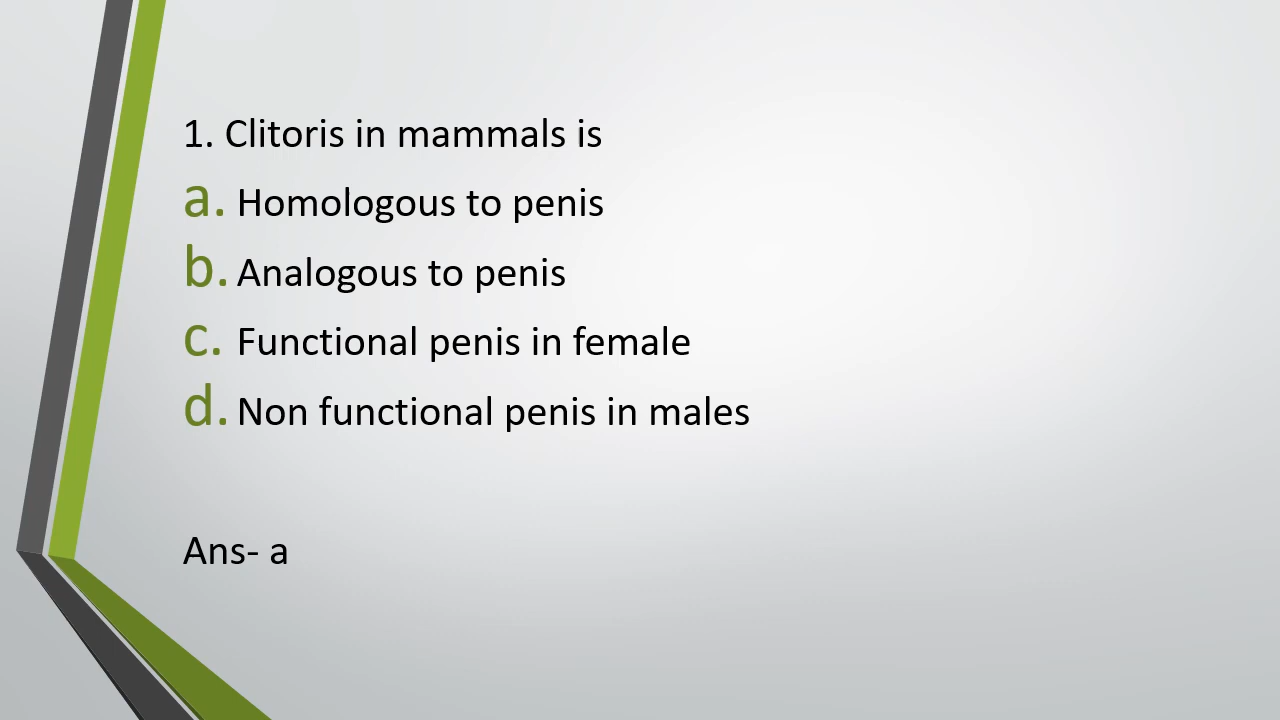 1. Clitoris in mammals is
a. Homologous to penis
b. Analogous to penis
c. Functional penis in female
d. Non functional penis in males
Ans- a